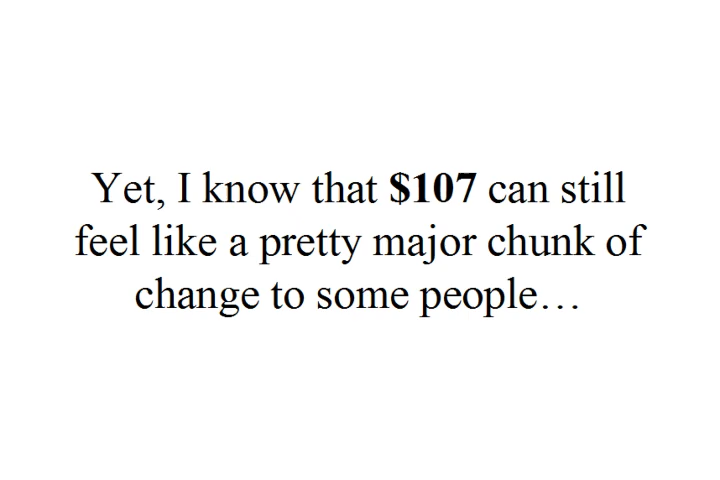 Yet, I know that $107 can still
feel like a pretty major chunk of
change to some people…